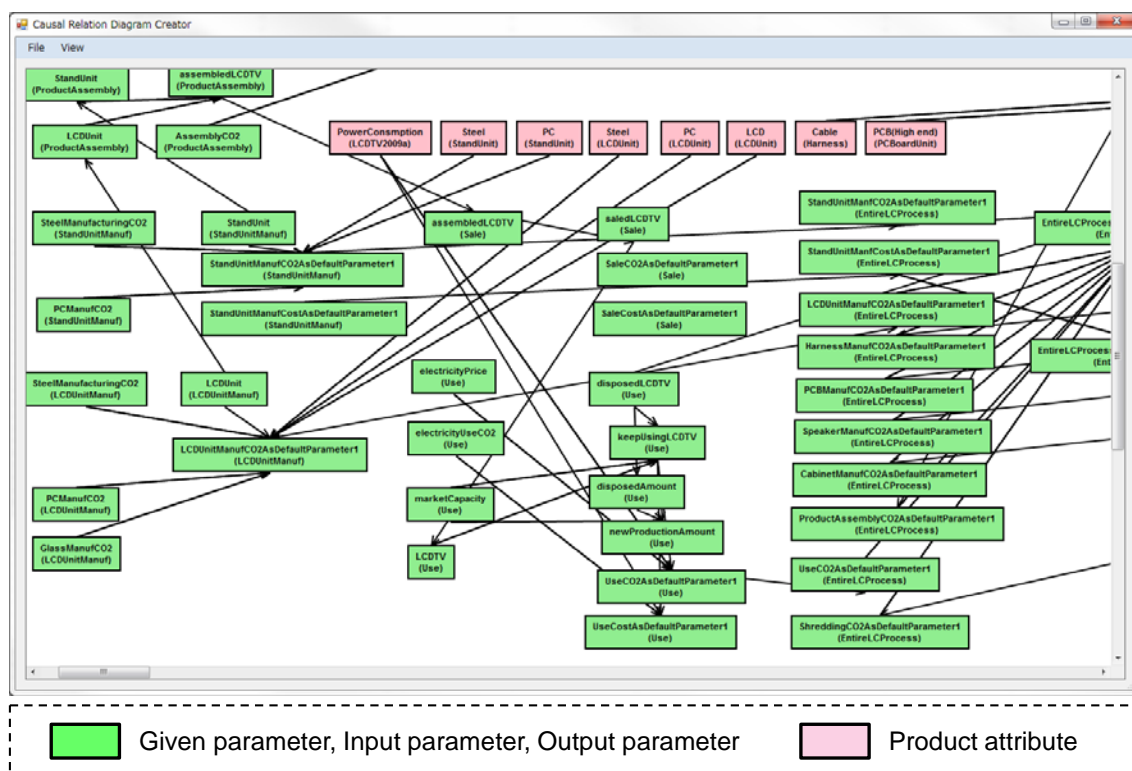 Causal Relation Diagram Creator
File View
StandUnit
(ProductAssembly)
assembledLCDTV
(ProductAssembly)
LCDUnit
(ProductAssembly)
AssemblyCO2
(ProductAssembly)
PowerConsmption
(LCDTV2009a)
Steel
(StandUnit)
PC
(StandUnit)
Steel
(LCDUnit)
PC
(LCDUnit)
LCD
(LCDUnit)
Cable
(Harness)
PCB(High end)
(PCBoardUnit)
SteelManufacturingCO2
(StandUnitManuf)
StandUnit
(StandUnitManuf)
assembledLCDTV
(Sale)
saledLCDTV
(Sale)
StandUnitManfCO2AsDefaultParameter1
(EntireLCProcess)
EntireLCProces
(Ent
StandUnitManufCO2AsDefaultParameter1
(StandUnitManuf)
SaleCO2AsDefaultParameter1
(Sale)
StandUnitManfCostAsDefaultParameter1
(EntireLCProcess)
PCManufCO2
(StandUnitManuf)
StandUnitManufCostAsDefaultParameter1
(StandUnitManuf)
SaleCostAsDefaultParameter1
(Sale)
LCDUnitManufCO2AsDefaultParameter1
(EntireLCProcess)
HarnessManufCO2AsDefaultParameter1
(EntireLCProcess)
EntireLCProces
(Ent
SteelManufacturingCO2
(LCDUnitManuf)
LCDUnit
(LCDUnitManuf)
electricityPrice
(Use)
disposedLCDTV
(Use)
PCBManufCO2AsDefaultParameter1
(EntireLCProcess)
electricityUseCO2
(Use)
keepUsingLCDTV
(Use)
SpeakerManufCO2AsDefaultParameter1
(EntireLCProcess)
LCDUnitManufCO2AsDefaultParameter1
(LCDUnitManuf)
CabinetManufCO2AsDefaultParameter1
(EntireLCProcess)
PCManufCO2
(LCDUnitManuf)
marketCapacity
(Use)
disposedAmount
(Use)
ProductAssemblyCO2AsDefaultParameter1
(EntireLCProcess)
GlassManufCO2
(LCDUnitManuf)
LCDTV
(Use)
newProductionAmount
(Use)
UseCO2AsDefaultParameter1
(Use)
UseCO2AsDefaultParameter1
(EntireLCProcess)
UseCostAsDefaultParameter1
(Use)
ShreddingCO2AsDefaultParameter1
(EntireLCProcess)
Given parameter, Input parameter, Output parameter
Product attribute